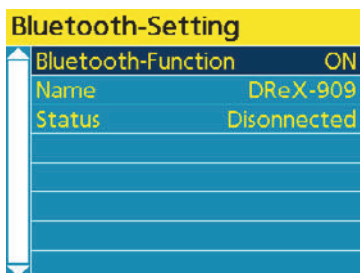 Bluetooth-Setting
Bluetooth-Function ON
Name DReX-909
Status Disonnected